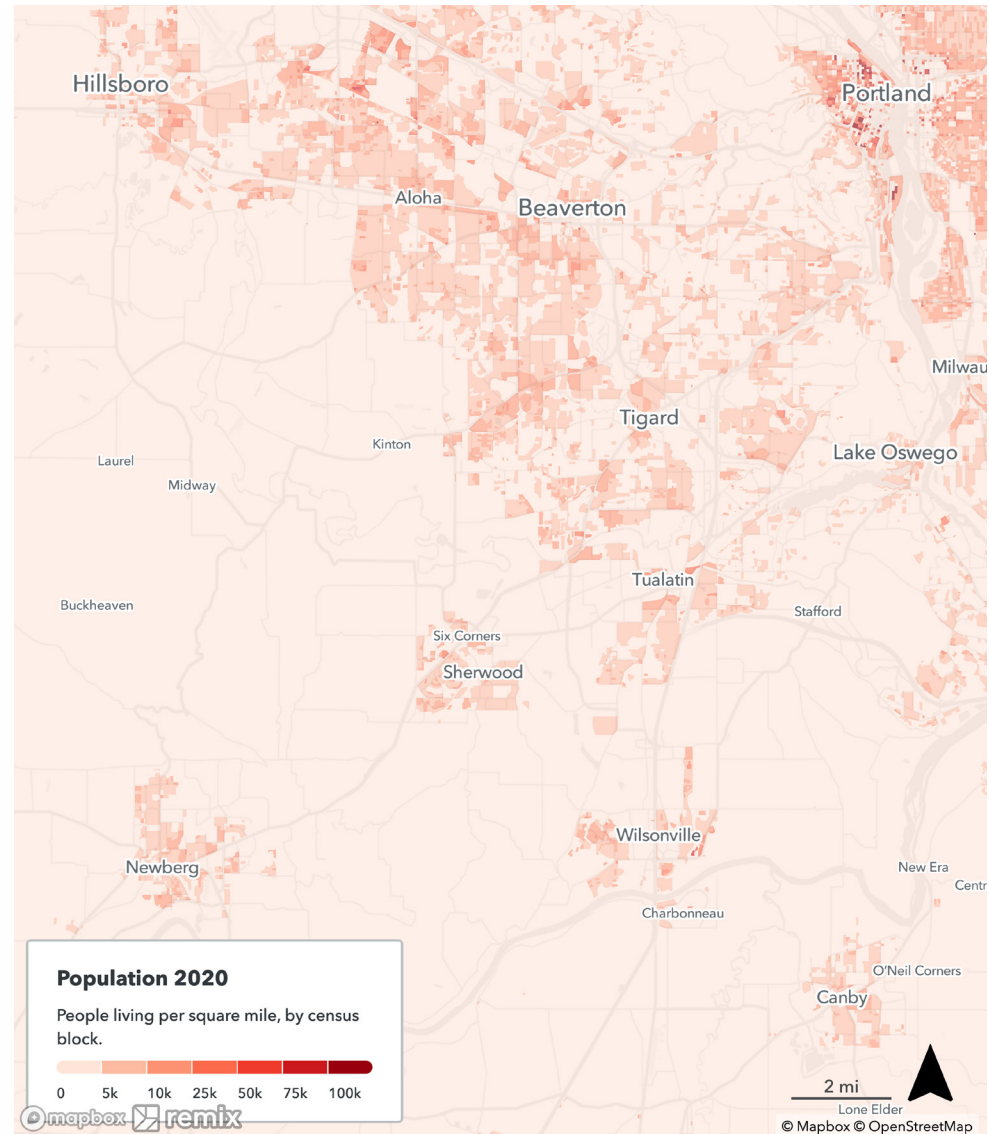 Hillsboro
Portland
Aloha
Beaverton
Milwau
Tigard
Kinton
Lake Oswego
Laurel
Midway
Tualatin
Buckheaven
Stafford
Six Corners
Sherwood
Wilsonville
Newberg
New Era
Centr
Charbonneau
O'Neil Corners
Canby
Population 2020
People living per square mile, by census
block.
0 5k 10k 25k 50k 75k 100k
2 mi
Lone Elder
mapbox remix
© Mapbox © OpenStreetMap